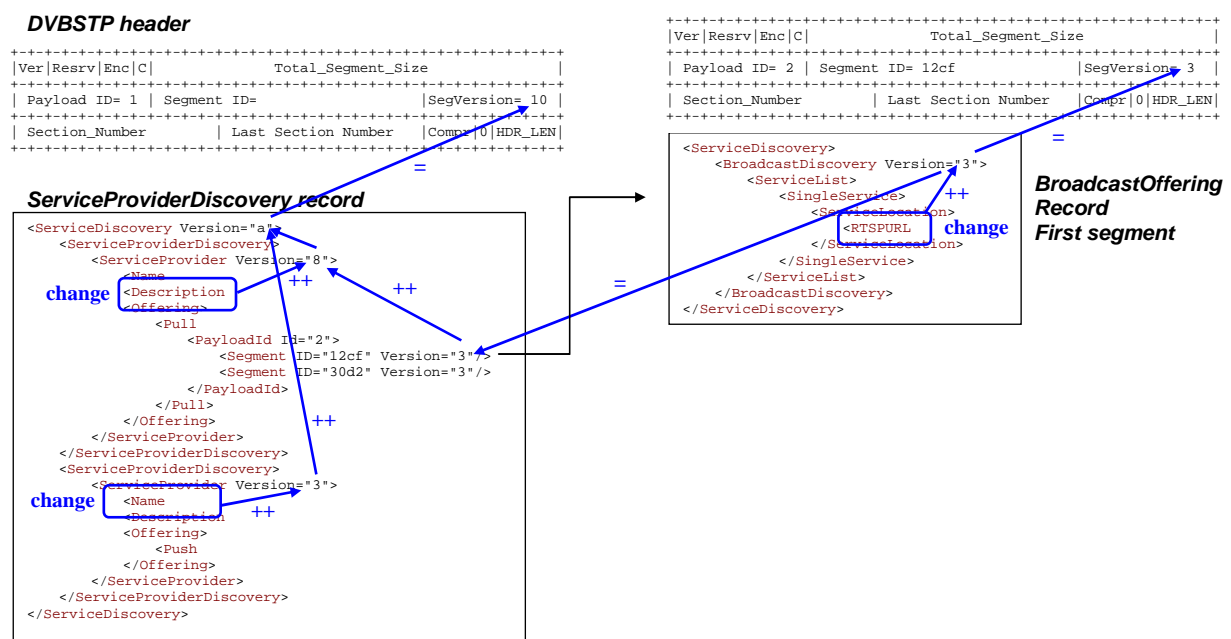 DVBSTP header
+-+-+-+-+-+-+-+-+-+-+-+-+-+-+-+-+-+-+-+-+-+-+-+-+-+-+-+-+-+-+-+-+
|Ver|Resrv|Enc|C| Total_Segment_Size |
+-+-+-+-+-+-+-+-+-+-+-+-+-+-+-+-+-+-+-+-+-+-+-+-+-+-+-+-+-+-+-+-+
| Payload ID= 1 | Segment ID= |SegVersion= 10 |
+-+-+-+-+-+-+-+-+-+-+-+-+-+-+-+-+-+-+-+-+-+-+-+-+-+-+-+-+-+-+-+-+
| Section_Number | Last Section Number |Compr|0|HDR_LEN|
+-+-+-+-+-+-+-+-+-+-+-+-+-+-+-+-+-+-+-+-+-+-+-+-+-+-+-+-+-+-+-+-+
=
ServiceProviderDiscovery record
<ServiceDiscovery Version="a">
<ServiceProviderDiscovery>
<ServiceProvider Version="8">
<Name
change <Description ++ ++
<Offering>
<Pull
<PayloadId Id="2">
<Segment ID="12cf" Version="3"/>
<Segment ID="30d2" Version="3"/>
</PayloadId>
</Pull>
</Offering> ++
</ServiceProvider>
</ServiceProviderDiscovery>
<ServiceProviderDiscovery>
<ServiceProvider Version="3">
change <Name
<Description ++
<Offering>
<Push
</Offering>
</ServiceProvider>
</ServiceProviderDiscovery>
</ServiceDiscovery>
+-+-+-+-+-+-+-+-+-+-+-+-+-+-+-+-+-+-+-+-+-+-+-+-+-+-+-+-+-+-+-+-+
|Ver|Resrv|Enc|C| Total_Segment_Size |
+-+-+-+-+-+-+-+-+-+-+-+-+-+-+-+-+-+-+-+-+-+-+-+-+-+-+-+-+-+-+-+-+
| Payload ID= 2 | Segment ID= 12cf |SegVersion= 3 |
+-+-+-+-+-+-+-+-+-+-+-+-+-+-+-+-+-+-+-+-+-+-+-+-+-+-+-+-+-+-+-+-+
| Section_Number | Last Section Number |Compr|0|HDR_LEN|
+-+-+-+-+-+-+-+-+-+-+-+-+-+-+-+-+-+-+-+-+-+-+-+-+-+-+-+-+-+-+-+-+
=
<ServiceDiscovery>
<BroadcastDiscovery Version="3">
<ServiceList>
<SingleService> ++
<ServiceLocation>
<RTSPURL change
</ServiceLocation>
</SingleService>
</ServiceList>
=
</BroadcastDiscovery>
</ServiceDiscovery>
BroadcastOffering
Record
First segment